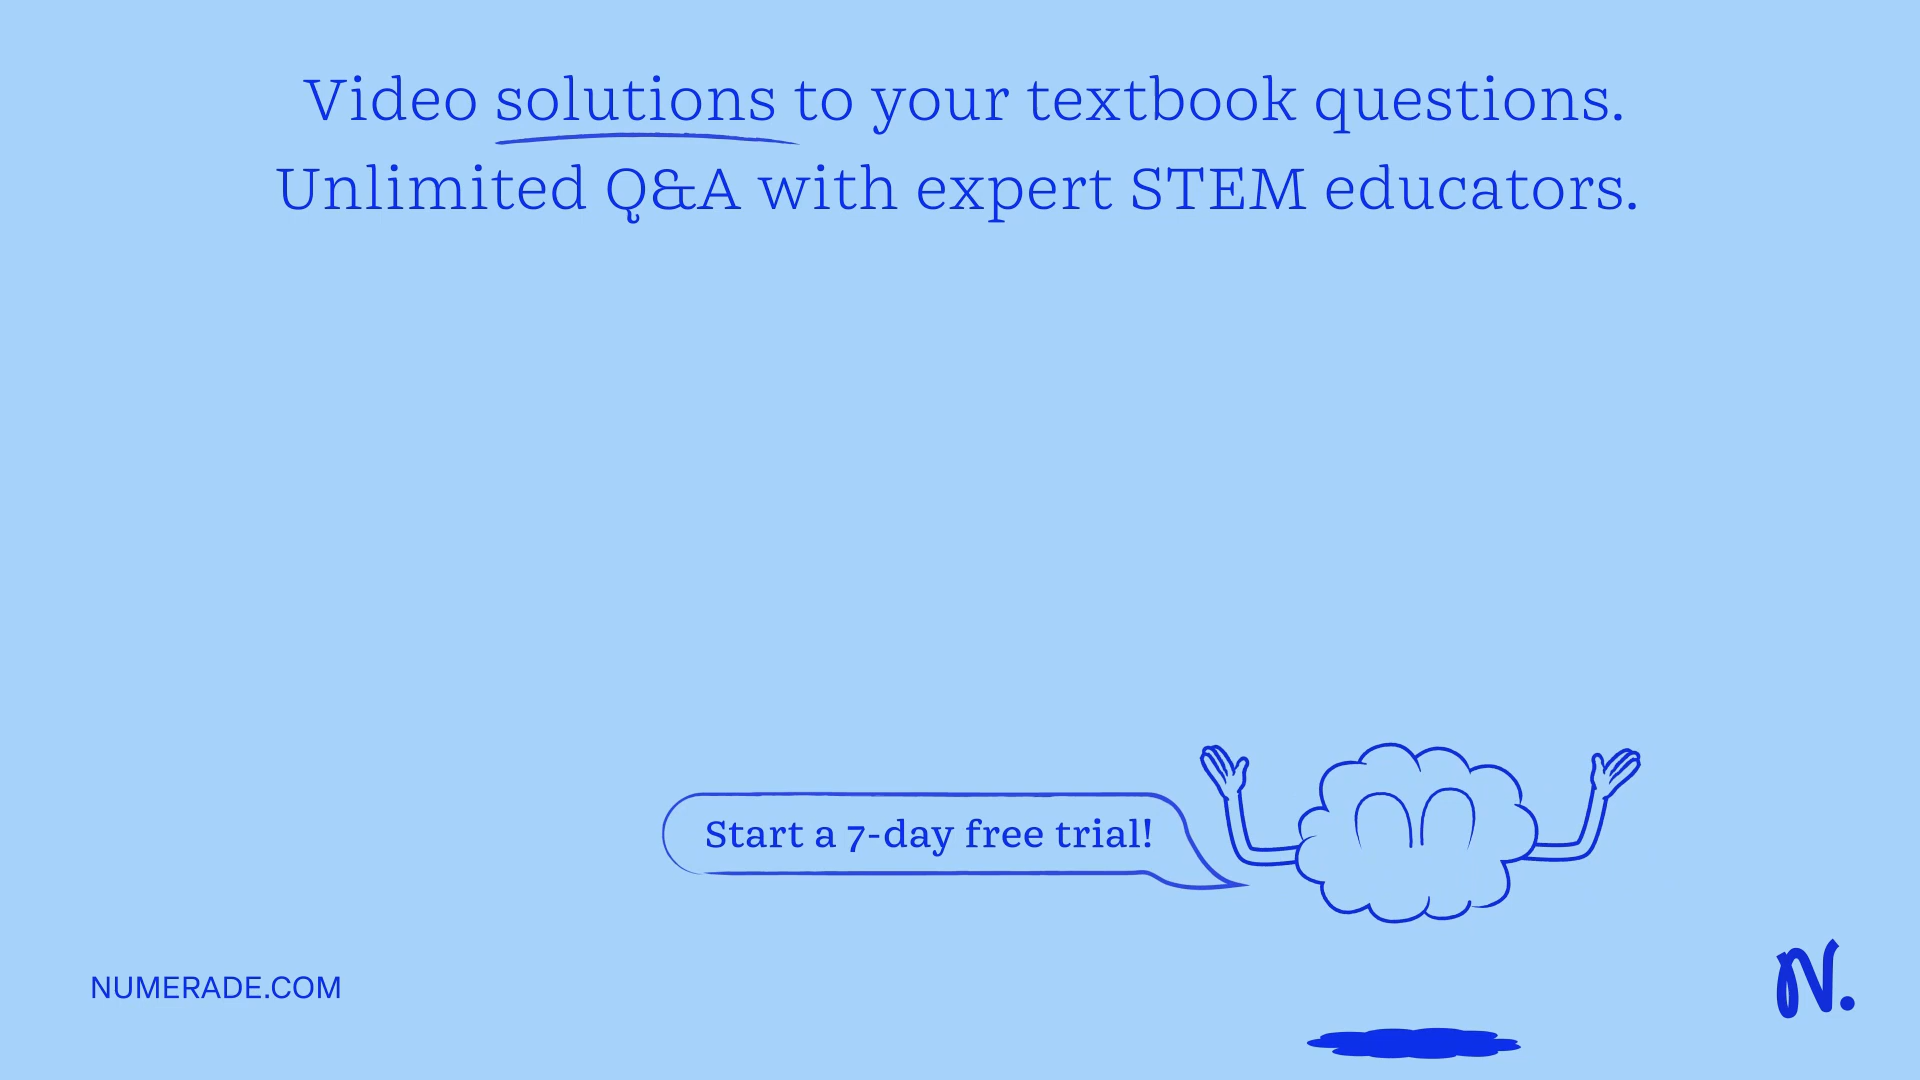 Video solutions to your textbook questions.
Unlimited Q&A with expert STEM educators.
Start a 7-day free trial!
NUMERADE.COM
N.